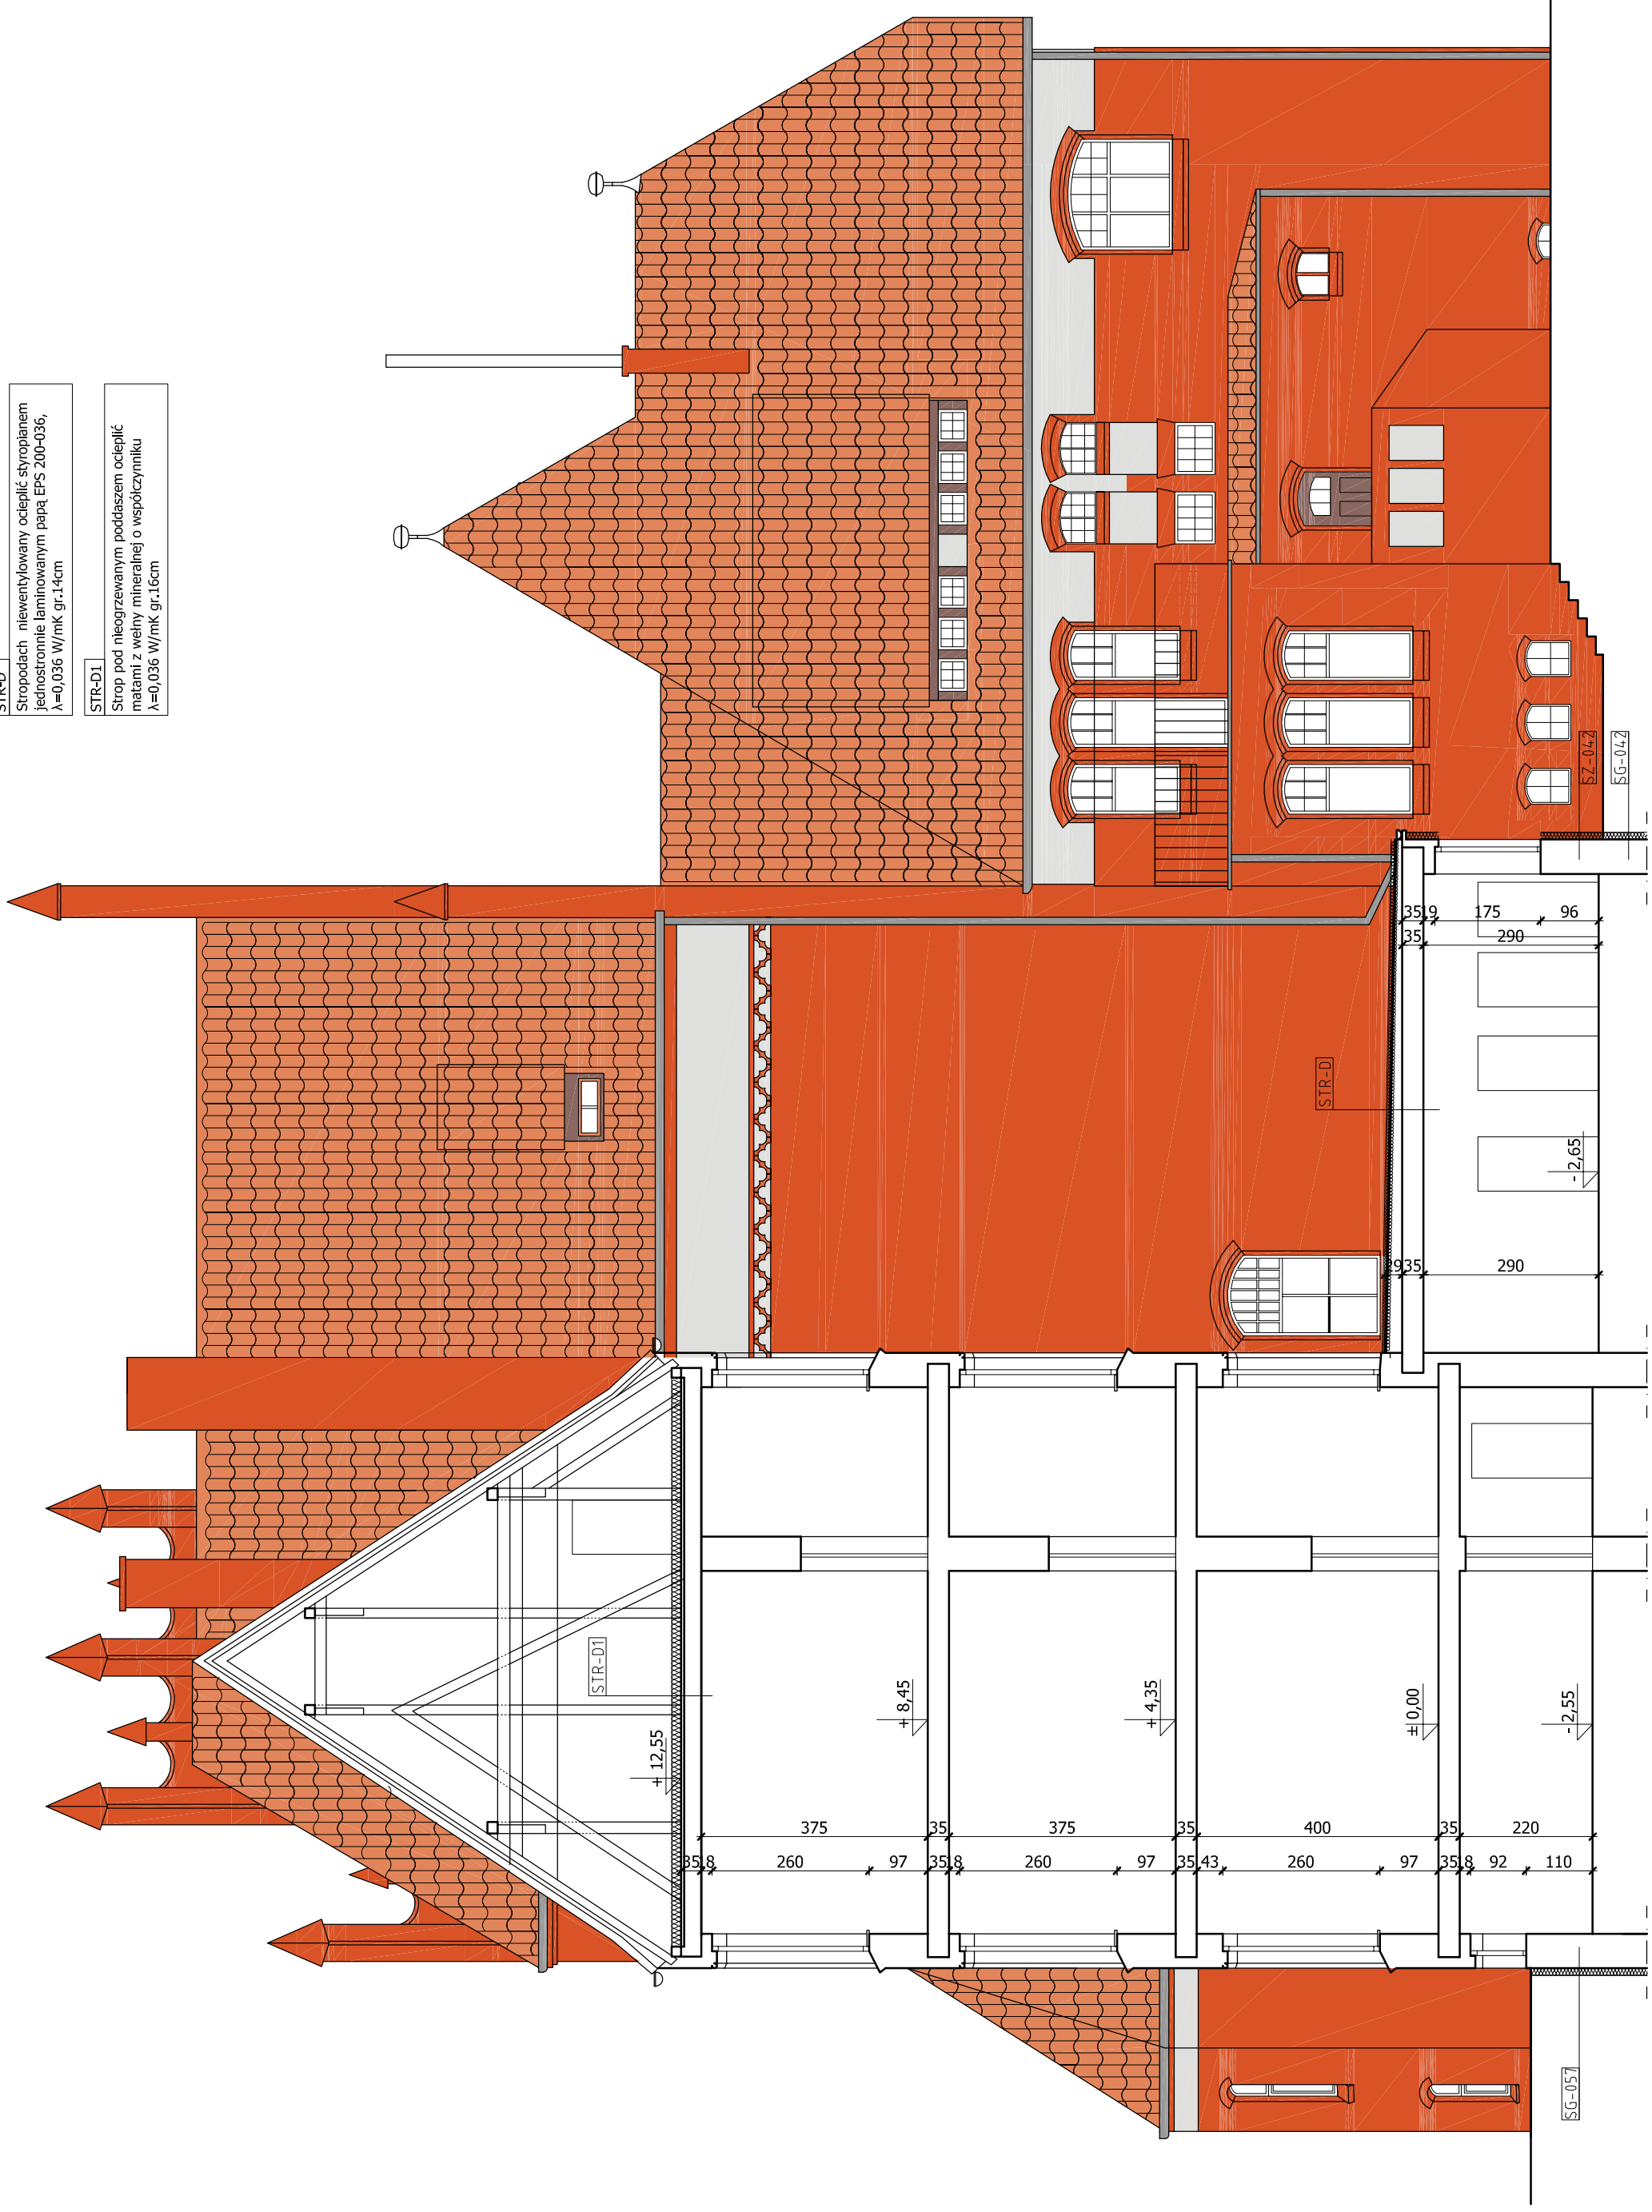 STR-D
Stropodach niewentylowany ocieplić styropianem
jednostronnie laminowanym papą EPS 200-036,
λ=0,036 W/mK gr.14cm
STR-D1
Strop pod nieogrzewanym poddaszem ocieplić
matami z wełny mineralnej o współczynniku
λ=0,036 W/mK gr.16cm
SZ-042
SG-042
35 19 175 96
35 290
STR-D
- 2,65
29 35 290
STR-D1
+ 12,55
+ 8,45
+ 4,35
±0,00
- 2,55
375 35 375 35 400 35 220
35 18 260 97 35 18 260 97 35 43 260 97 35 18 92 110
SG-057